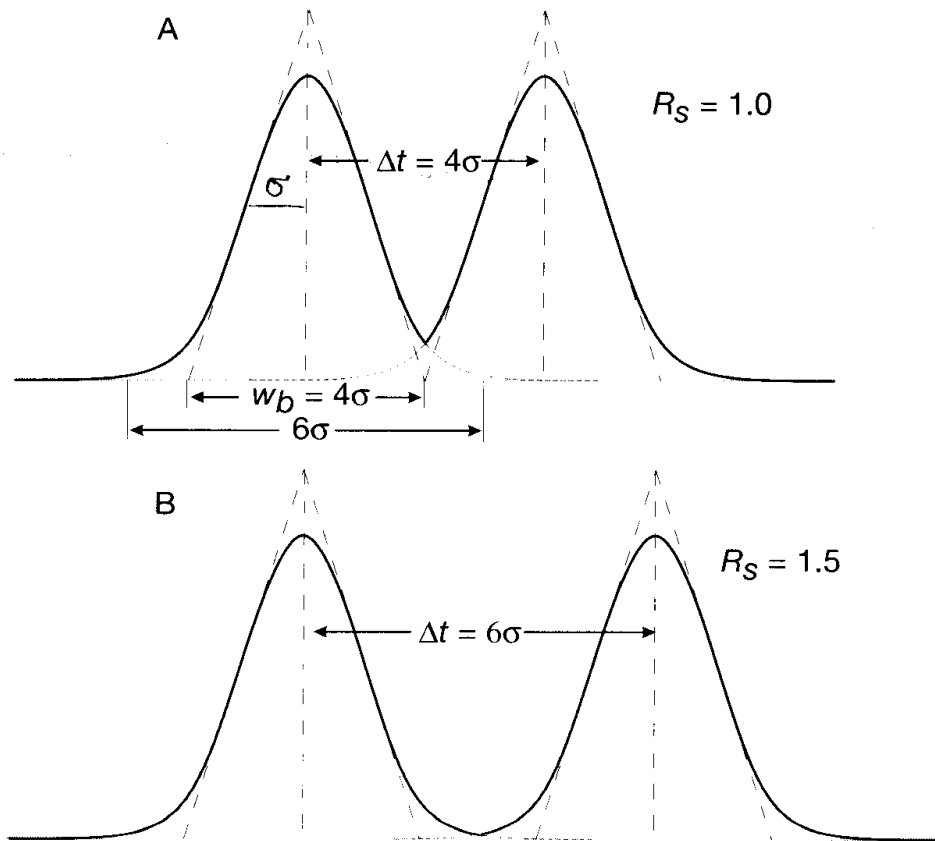 A
R_S = 1.0
Δt = 4σ
σ
w_b = 4σ
6σ
B
R_S = 1.5
Δt = 6σ